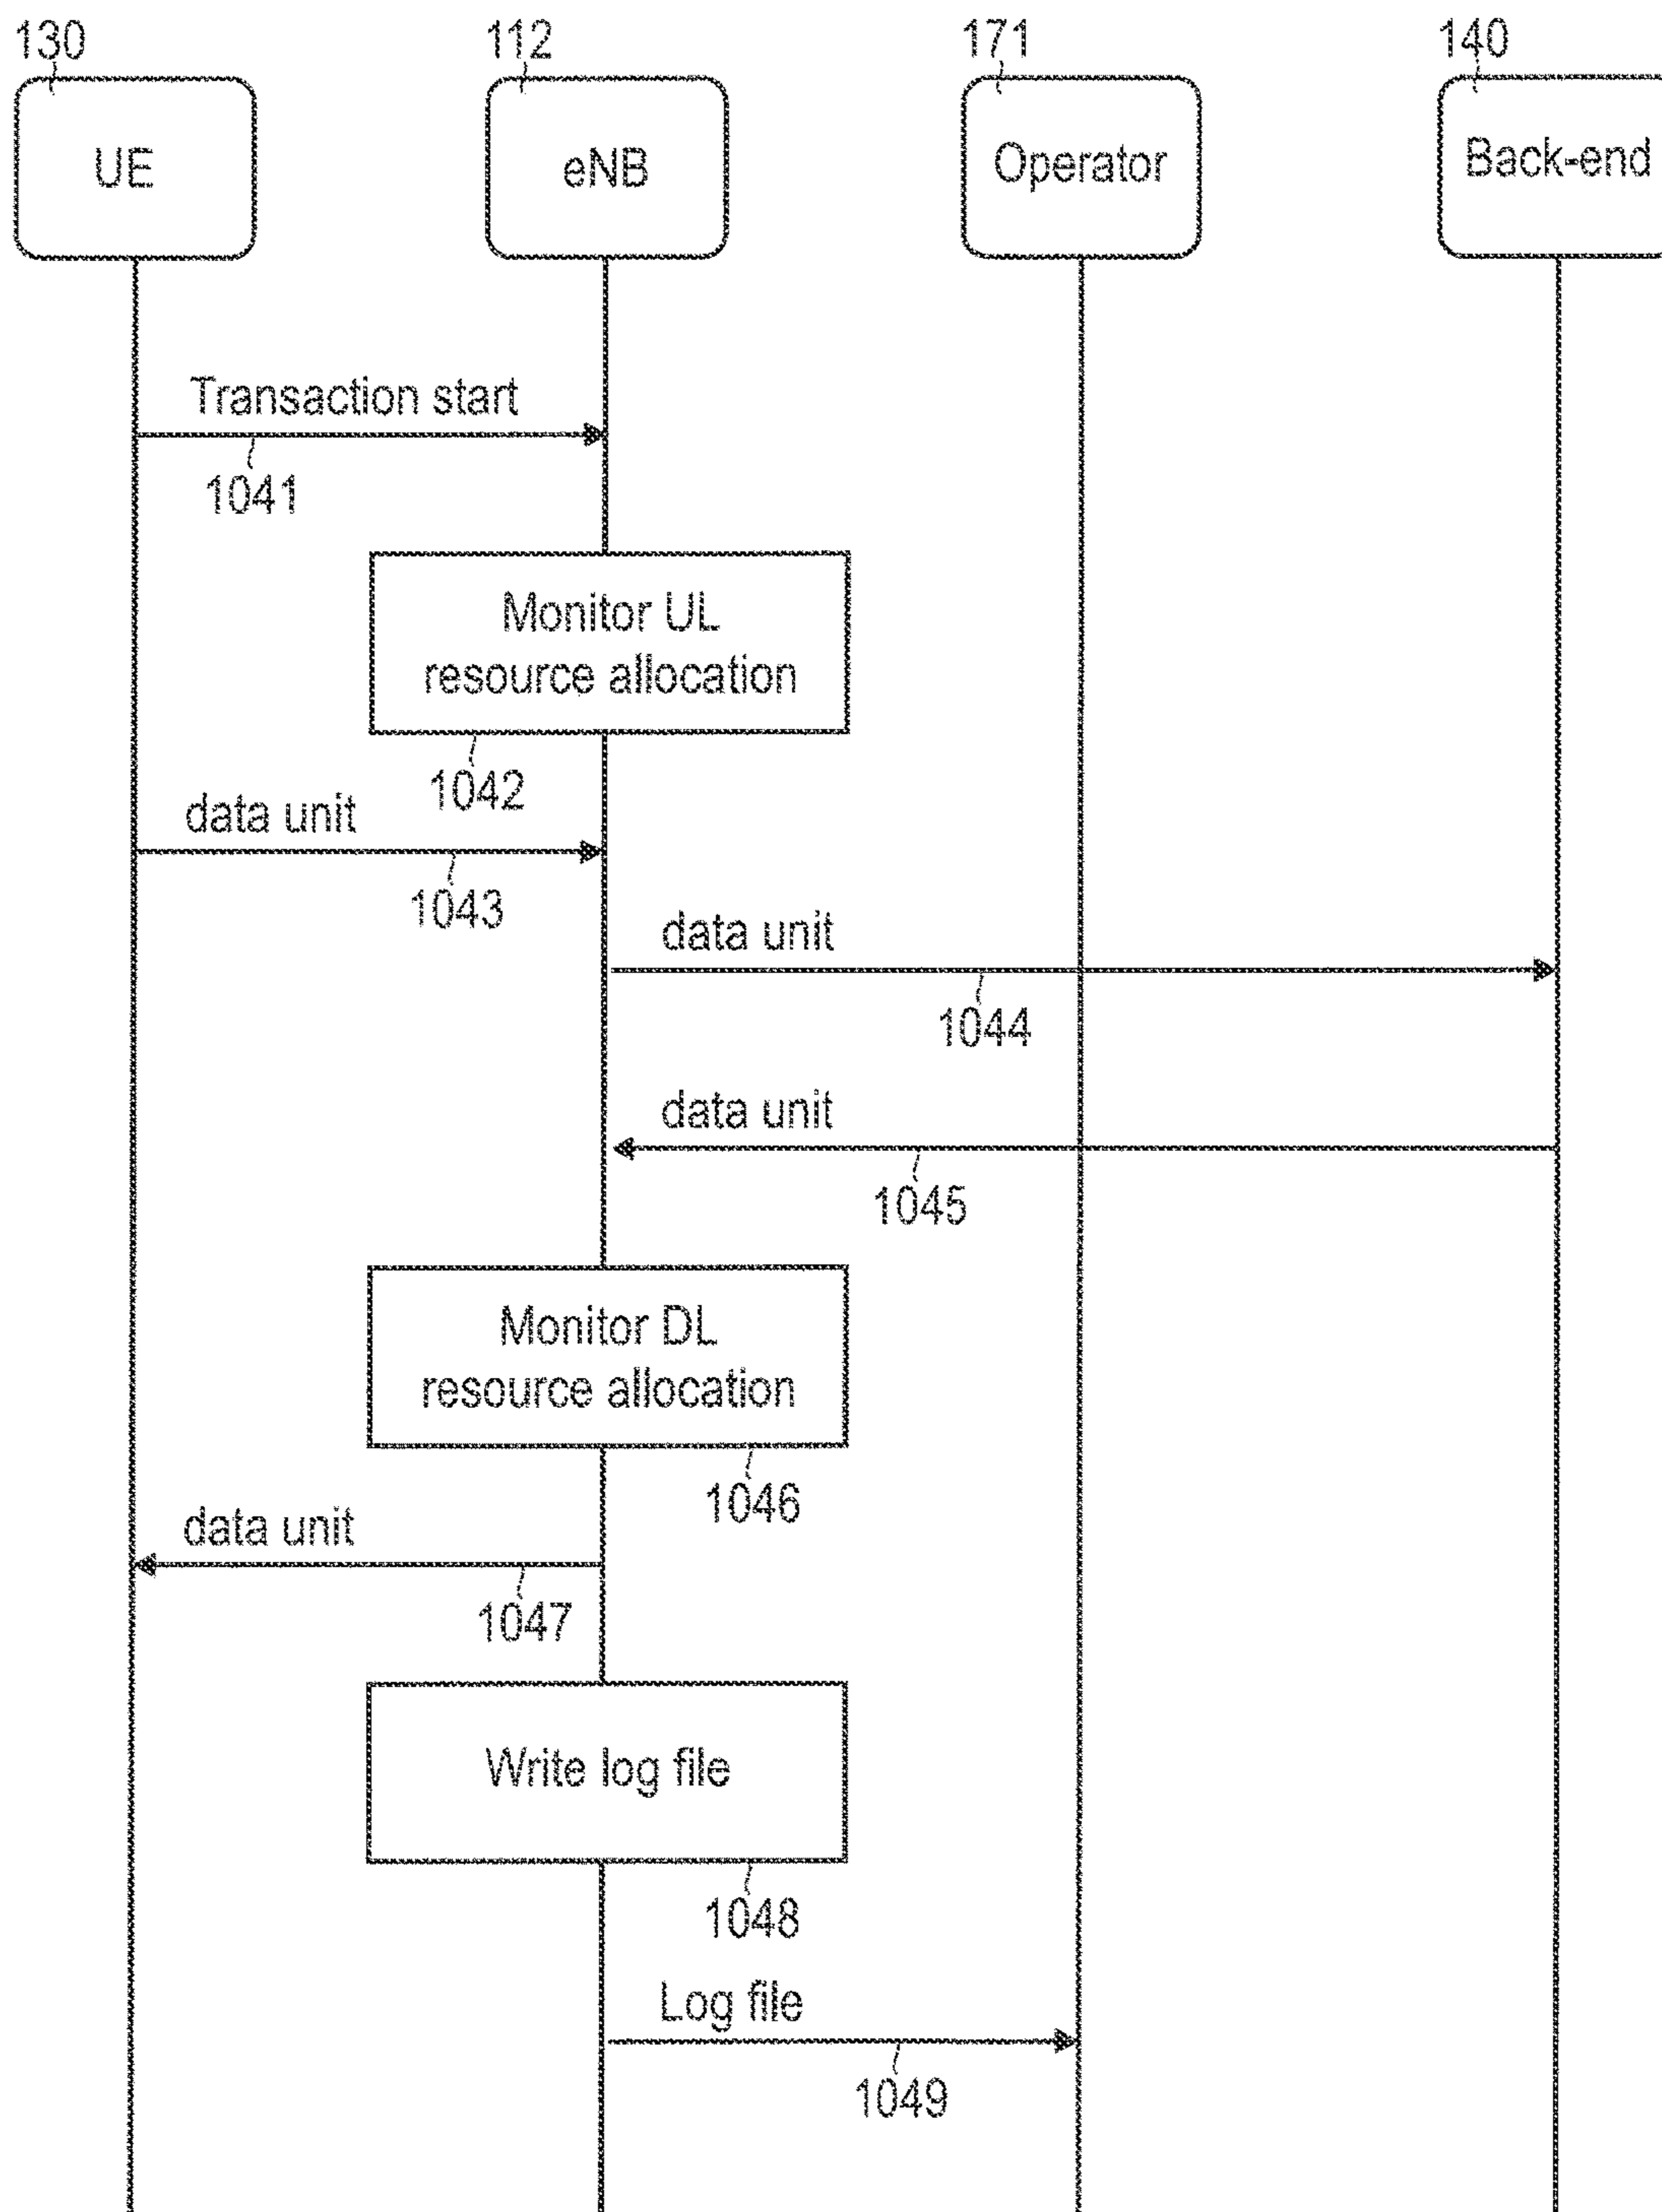 130
112
171
140
UE
eNB
Operator
Back-end
Transaction start
1041
Monitor UL
resource allocation
1042
data unit
1043
data unit
1044
data unit
1045
Monitor DL
resource allocation
1046
data unit
1047
Write log file
1048
Log file
1049